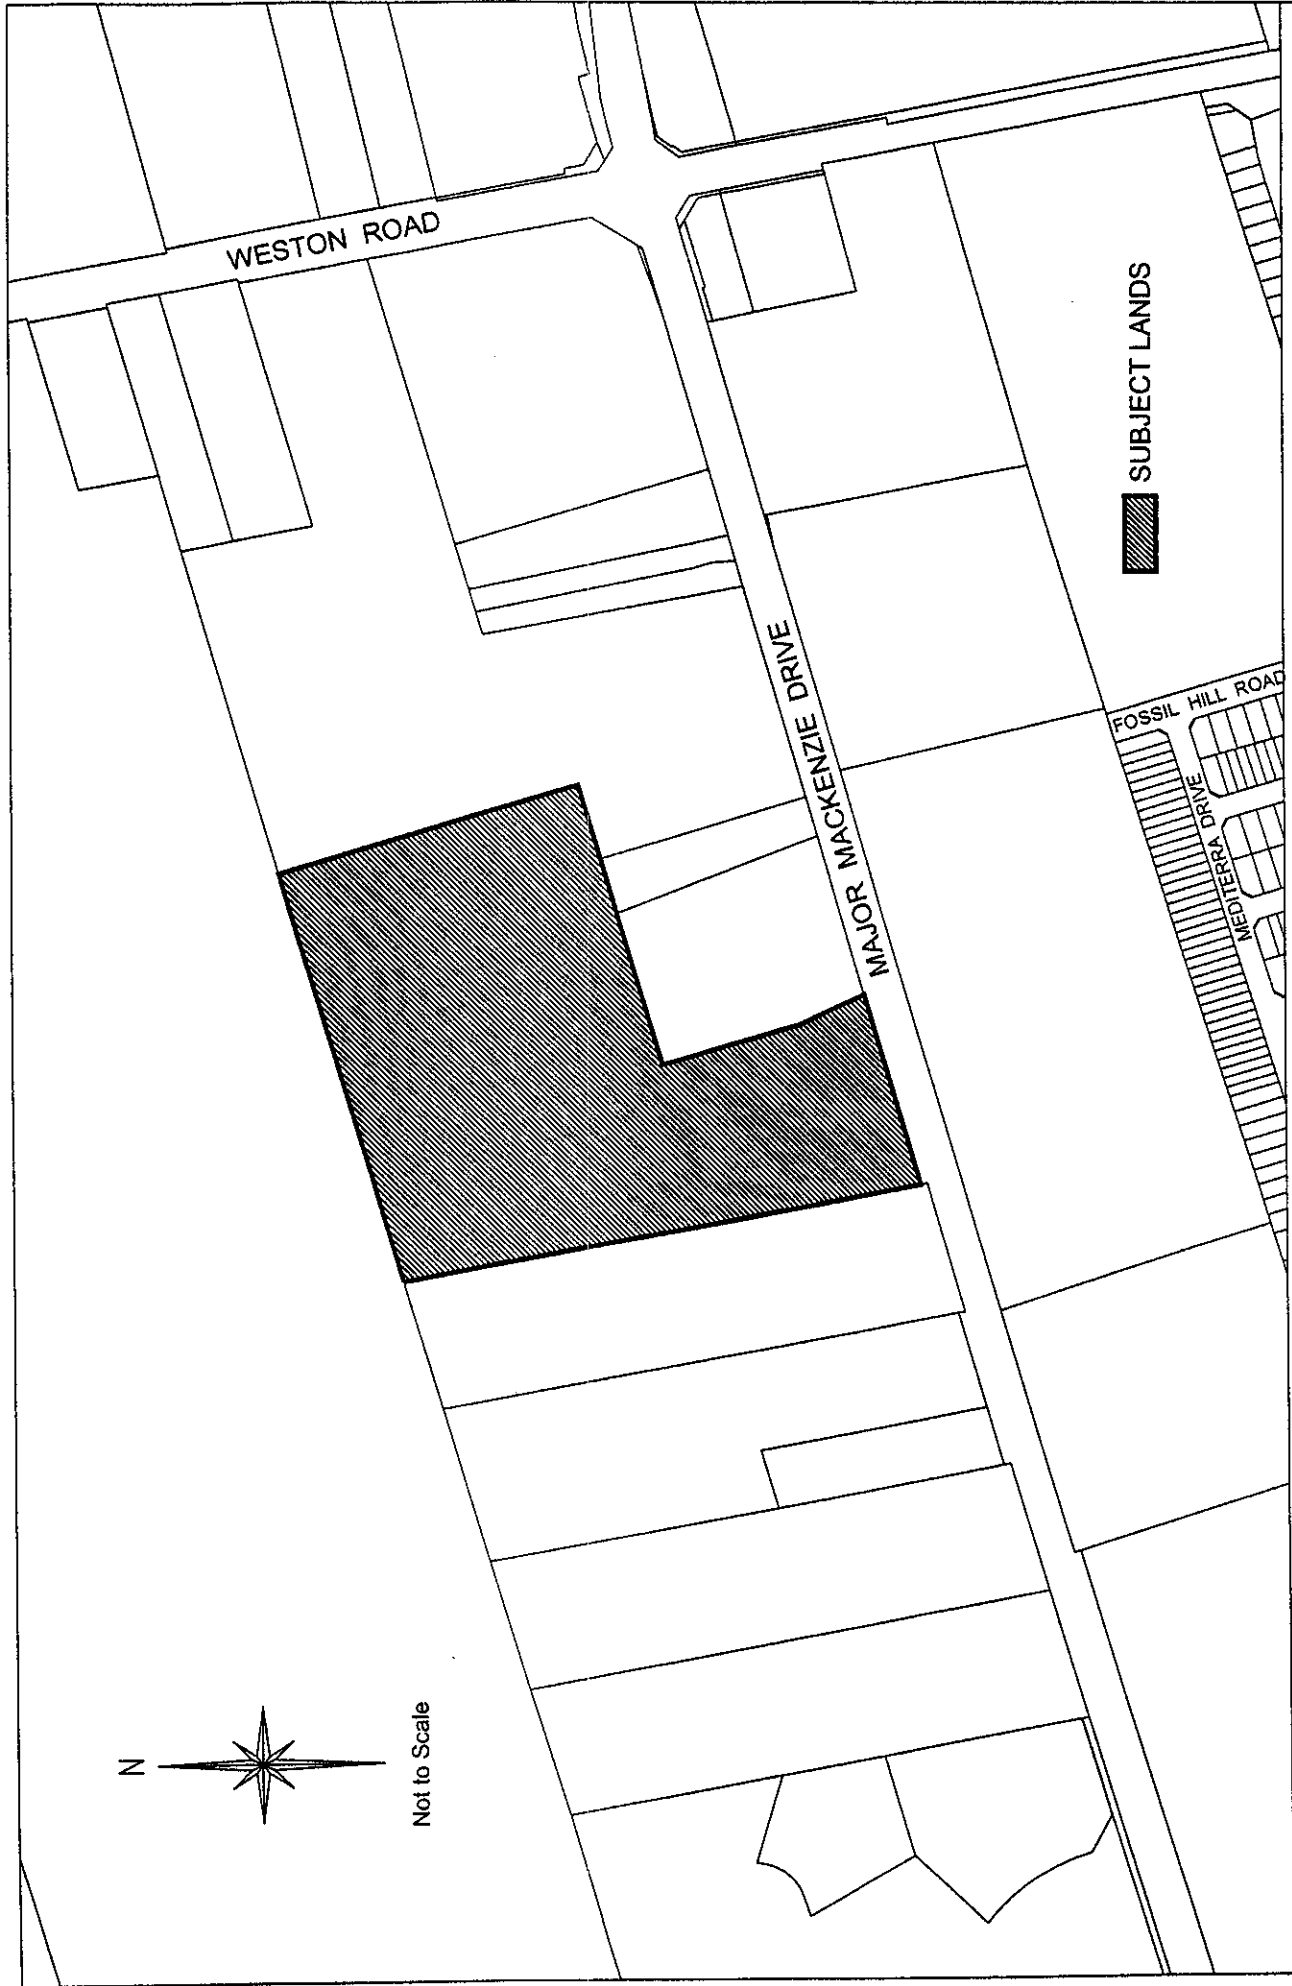 WESTON ROAD
SUBJECT LANDS
MAJOR MACKENZIE DRIVE
FOSSIL HILL ROAD
MEDITERRA DRIVE
N
Not to Scale